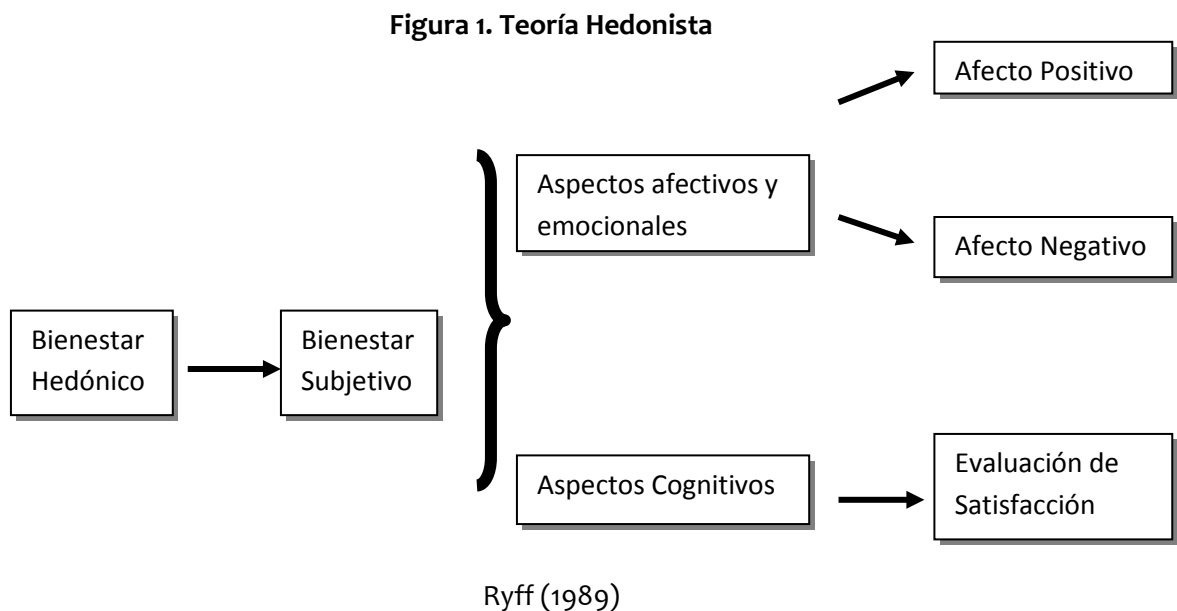 Figura 1. Teoría Hedonista
Afecto Positivo
Aspectos afectivos y
emocionales
Afecto Negativo
Bienestar
Hedónico
Bienestar
Subjetivo
Aspectos Cognitivos
Evaluación de
Satisfacción
Ryff (1989)